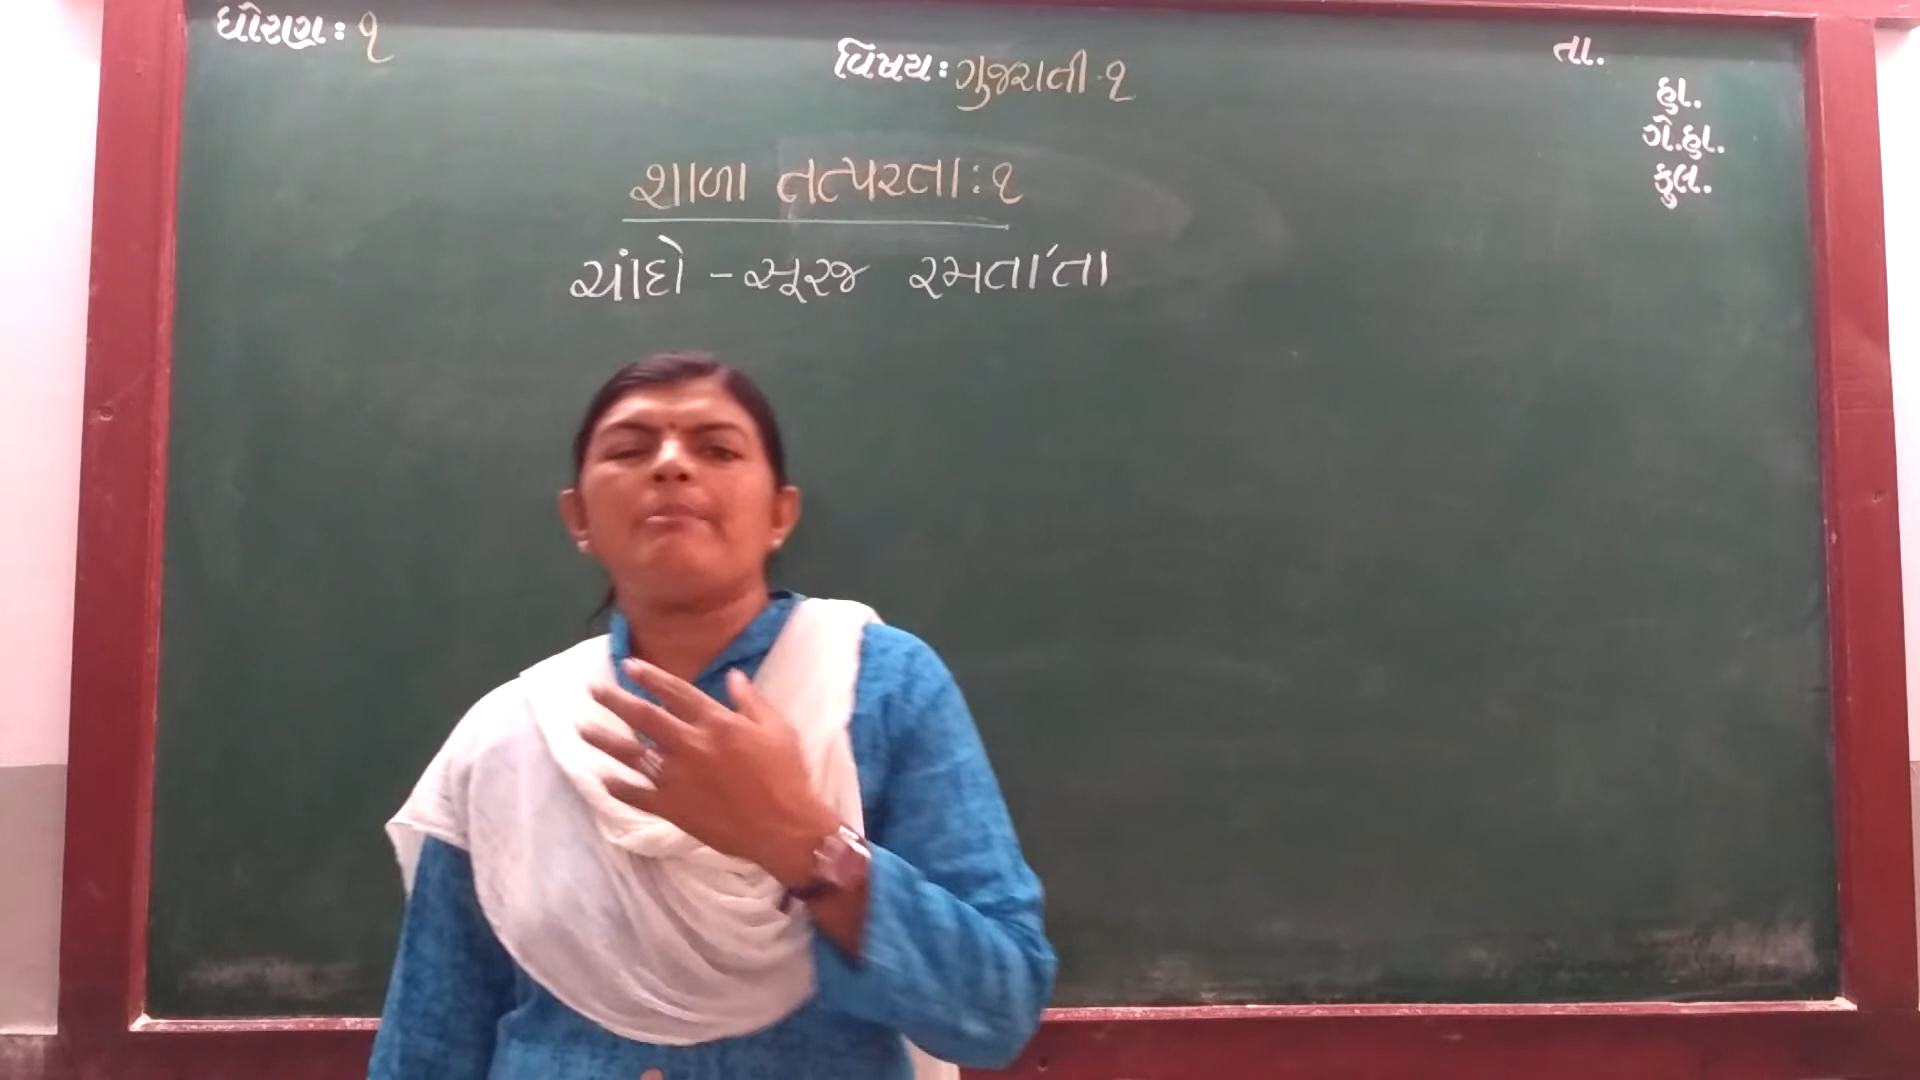 ધોરણ : ૧
વિષય : ગુજરાતી-૧
તા.
હા.
ગે.હા.
કુલ.
શાળા તત્પરતા : ૧
ચાંદો - સૂરજ રમતા'તા